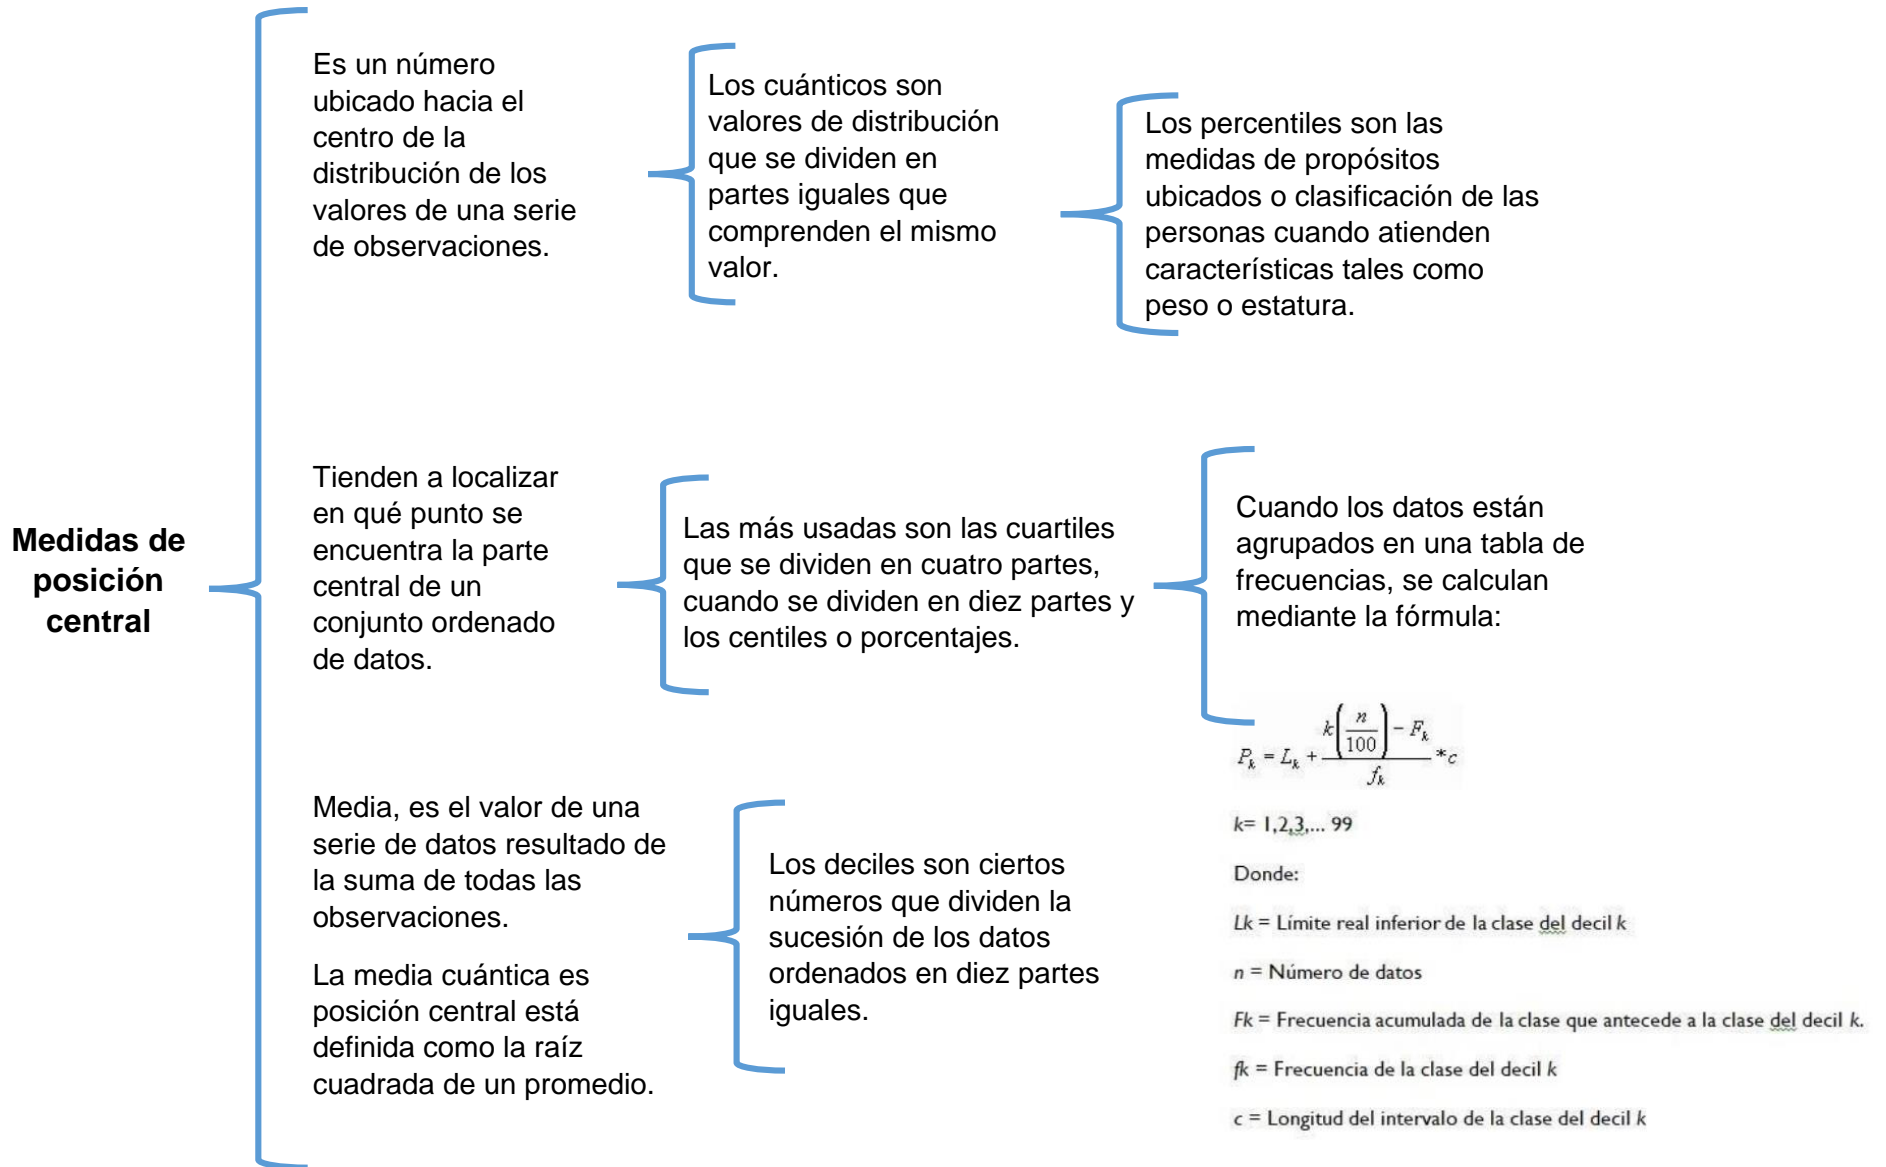 Medidas de
posición
central
Es un número
ubicado hacia el
centro de la
distribución de los
valores de una serie
de observaciones.
Los cuánticos son
valores de distribución
que se dividen en
partes iguales que
comprenden el mismo
valor.
Los percentiles son las
medidas de propósitos
ubicados o clasificación de las
personas cuando atienden
características tales como
peso o estatura.
Tienden a localizar
en qué punto se
encuentra la parte
central de un
conjunto ordenado
de datos.
Las más usadas son las cuartiles
que se dividen en cuatro partes,
cuando se dividen en diez partes y
los centiles o porcentajes.
Cuando los datos están
agrupados en una tabla de
frecuencias, se calculan
mediante la fórmula:
P_k = L_k + (k(n/100) - F_k)/f_k * c
k= 1,2,3,... 99
Donde:
Lk = Límite real inferior de la clase del decil k
n = Número de datos
Fk = Frecuencia acumulada de la clase que antecede a la clase del decil k.
fk = Frecuencia de la clase del decil k
c = Longitud del intervalo de la clase del decil k
Media, es el valor de una
serie de datos resultado de
la suma de todas las
observaciones.
La media cuántica es
posición central está
definida como la raíz
cuadrada de un promedio.
Los deciles son ciertos
números que dividen la
sucesión de los datos
ordenados en diez partes
iguales.